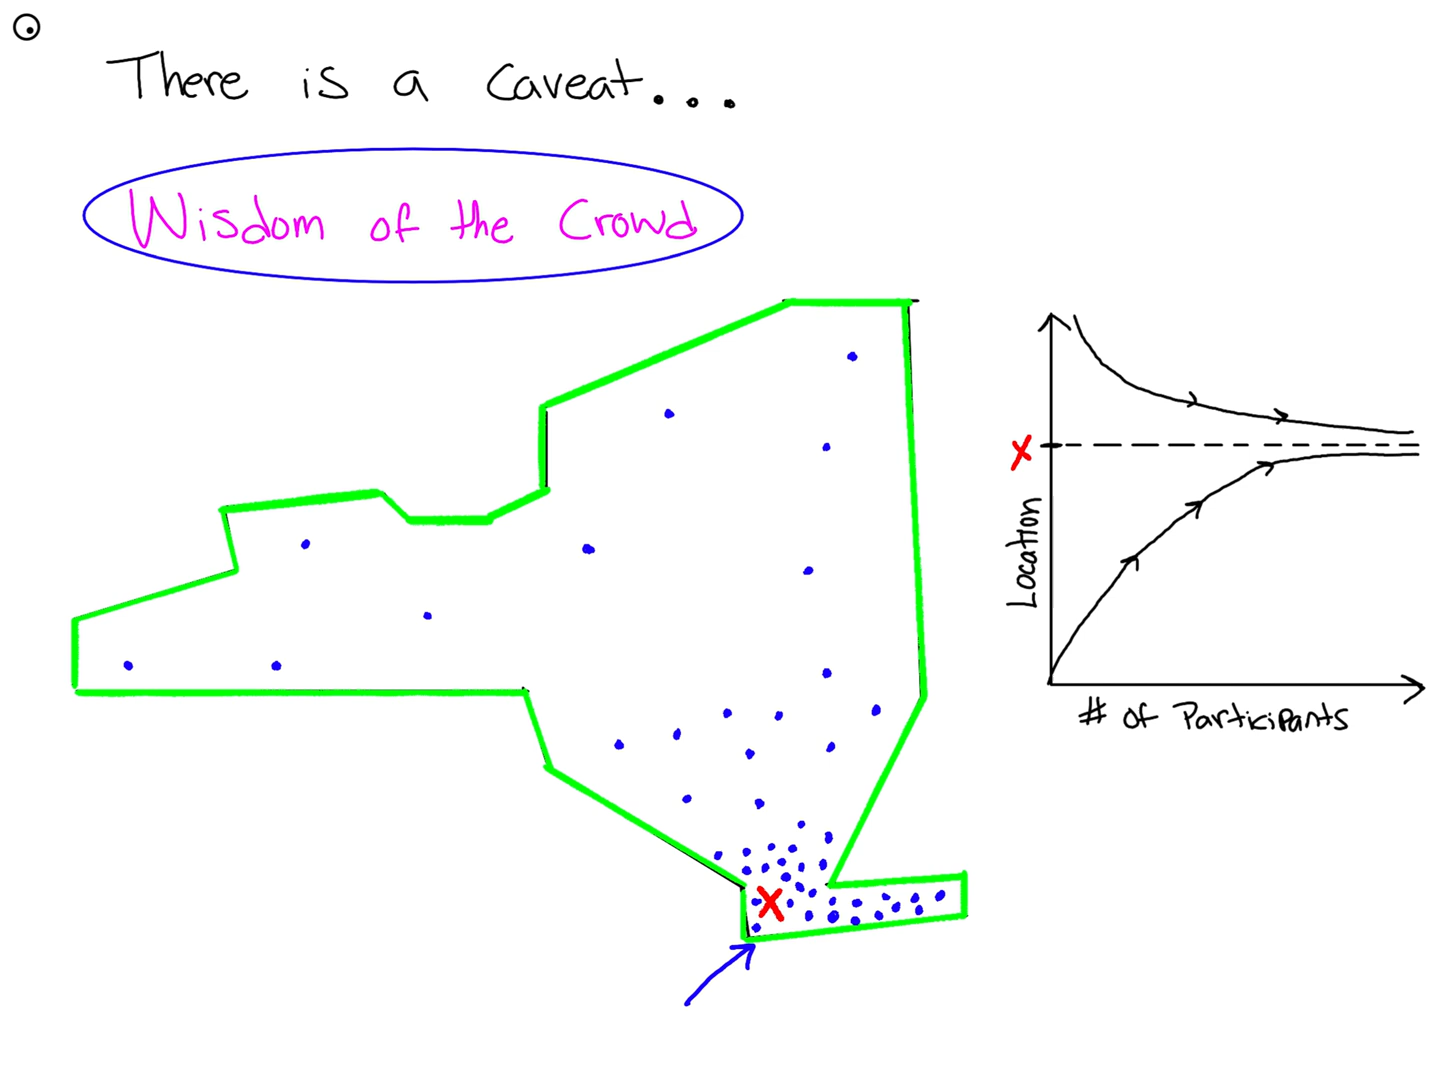 There is a caveat...
Wisdom of the Crowd
X
Location
# of Participants
X